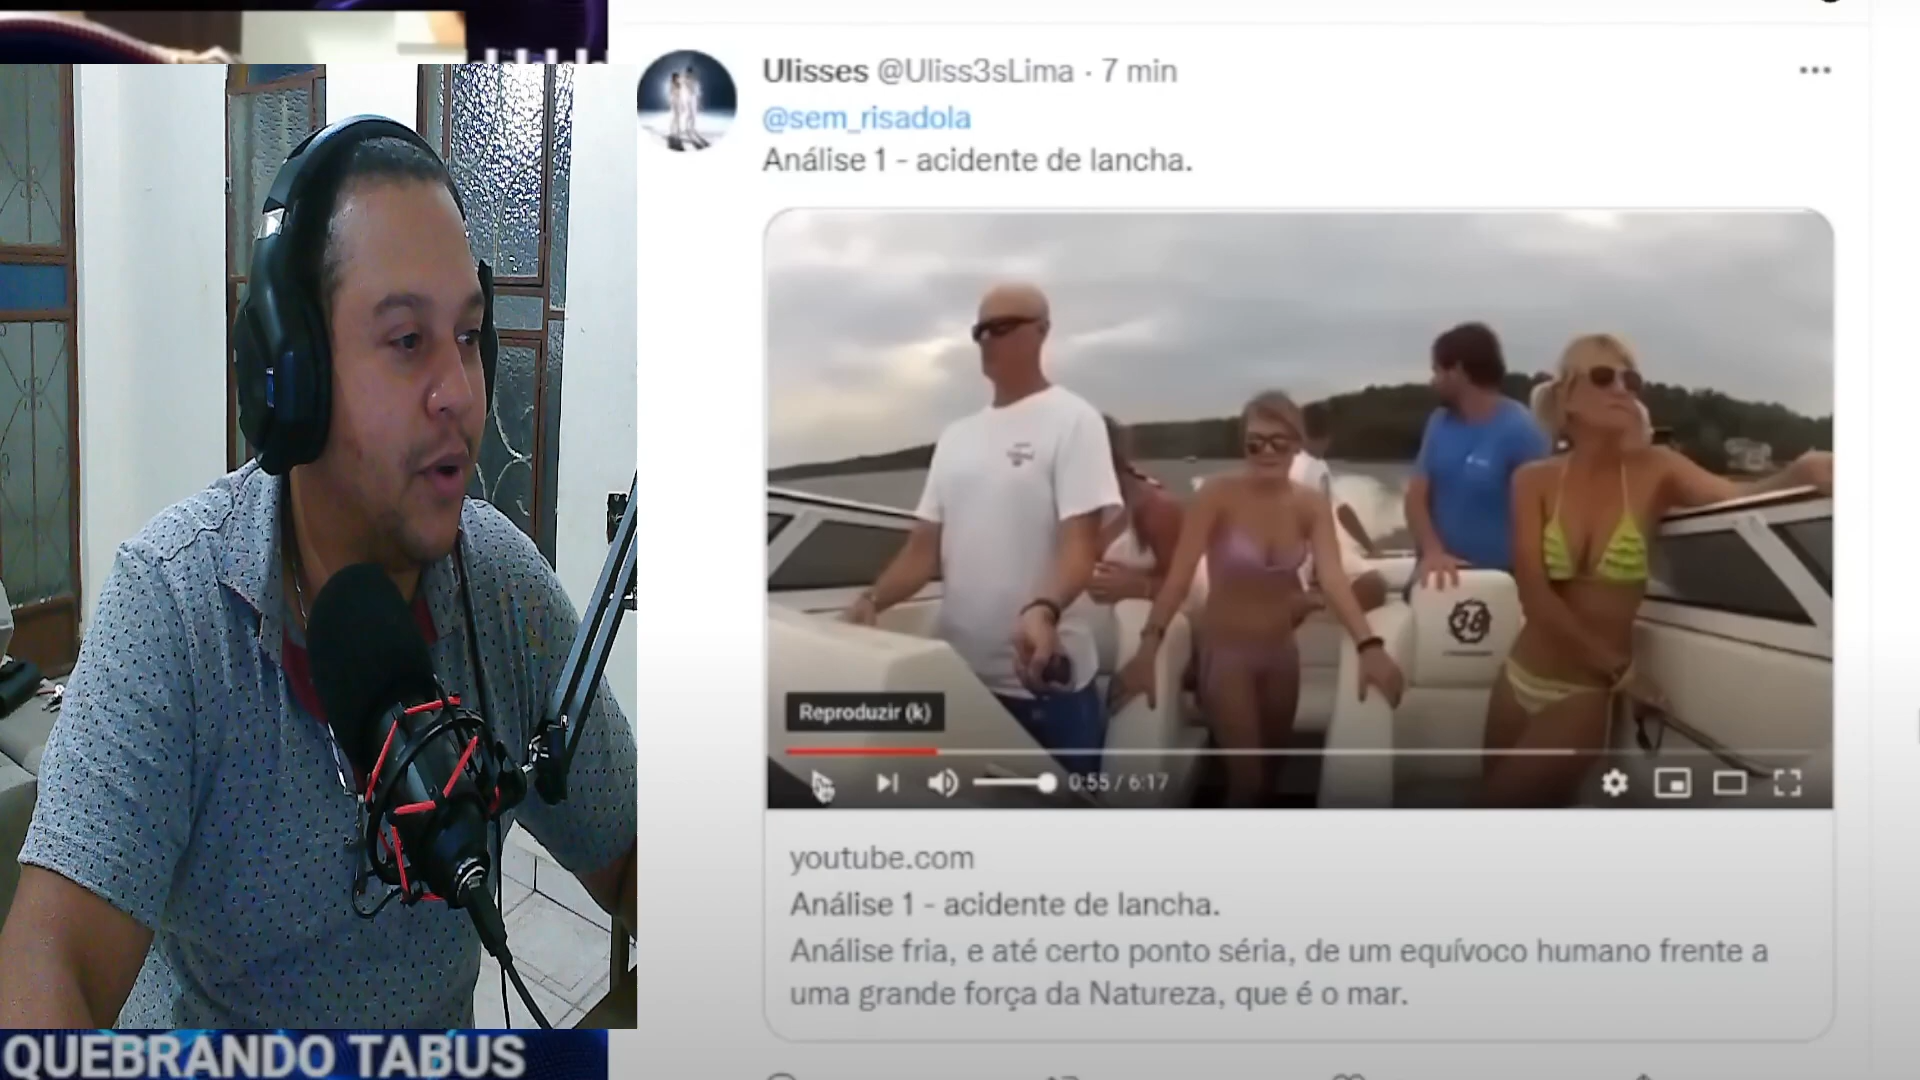 Ulisses @Uliss3sLima · 7 min
@sem_risadola
Análise 1 - acidente de lancha.
38
Reproduzir (k)
0:55 / 6:17
youtube.com
Análise 1 - acidente de lancha.
Análise fria, e até certo ponto séria, de um equívoco humano frente a
uma grande força da Natureza, que é o mar.
QUEBRANDO TABUS